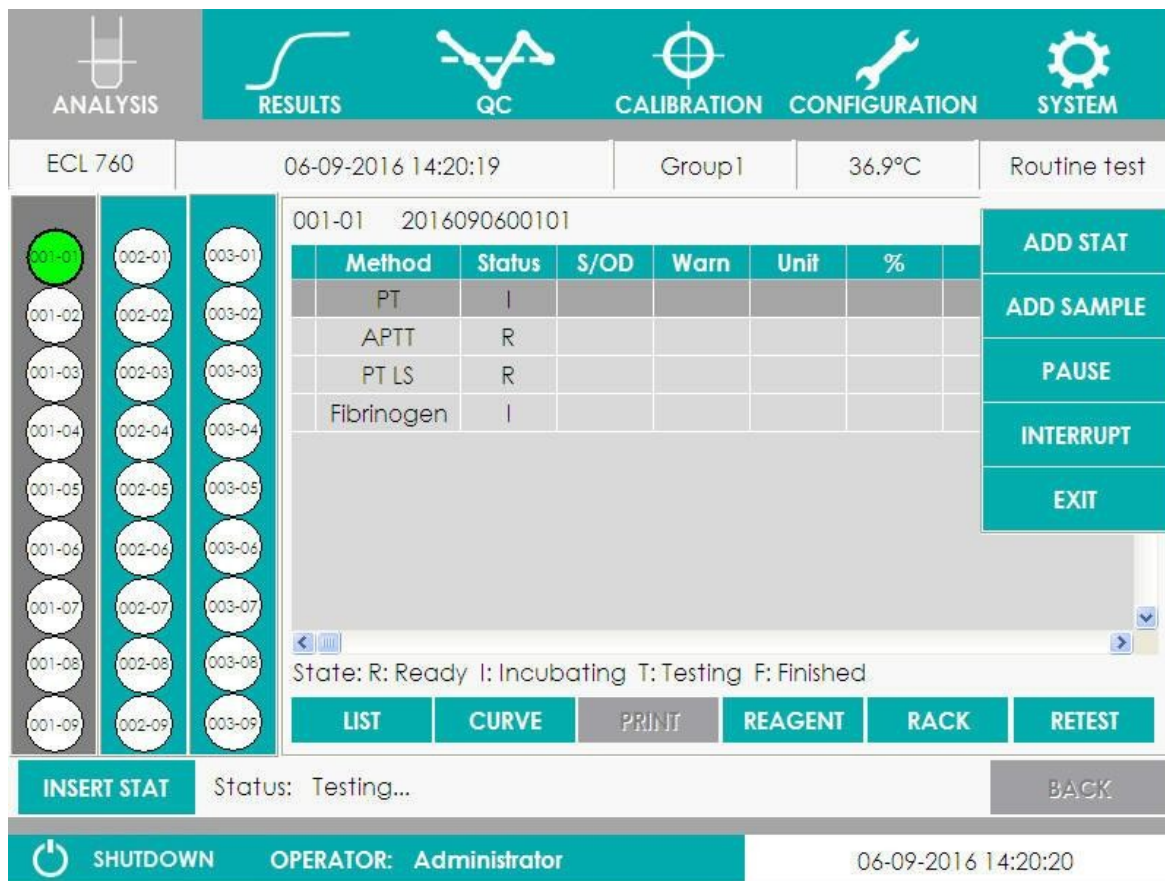 ANALYSIS RESULTS QC CALIBRATION CONFIGURATION SYSTEM
ECL 760 06-09-2016 14:20:19 Group1 36.9°C Routine test
001-01 2016090600101
Method Status S/OD Warn Unit %
PT I
APTT R
PT LS R
Fibrinogen I
ADD STAT
ADD SAMPLE
PAUSE
INTERRUPT
EXIT
001-01 002-01 003-01
001-02 002-02 003-02
001-03 002-03 003-03
001-04 002-04 003-04
001-05 002-05 003-05
001-06 002-06 003-06
001-07 002-07 003-07
001-08 002-08 003-08
001-09 002-09 003-09
State: R: Ready I: Incubating T: Testing F: Finished
LIST CURVE PRINT REAGENT RACK RETEST
INSERT STAT Status: Testing... BACK
SHUTDOWN OPERATOR: Administrator 06-09-2016 14:20:20